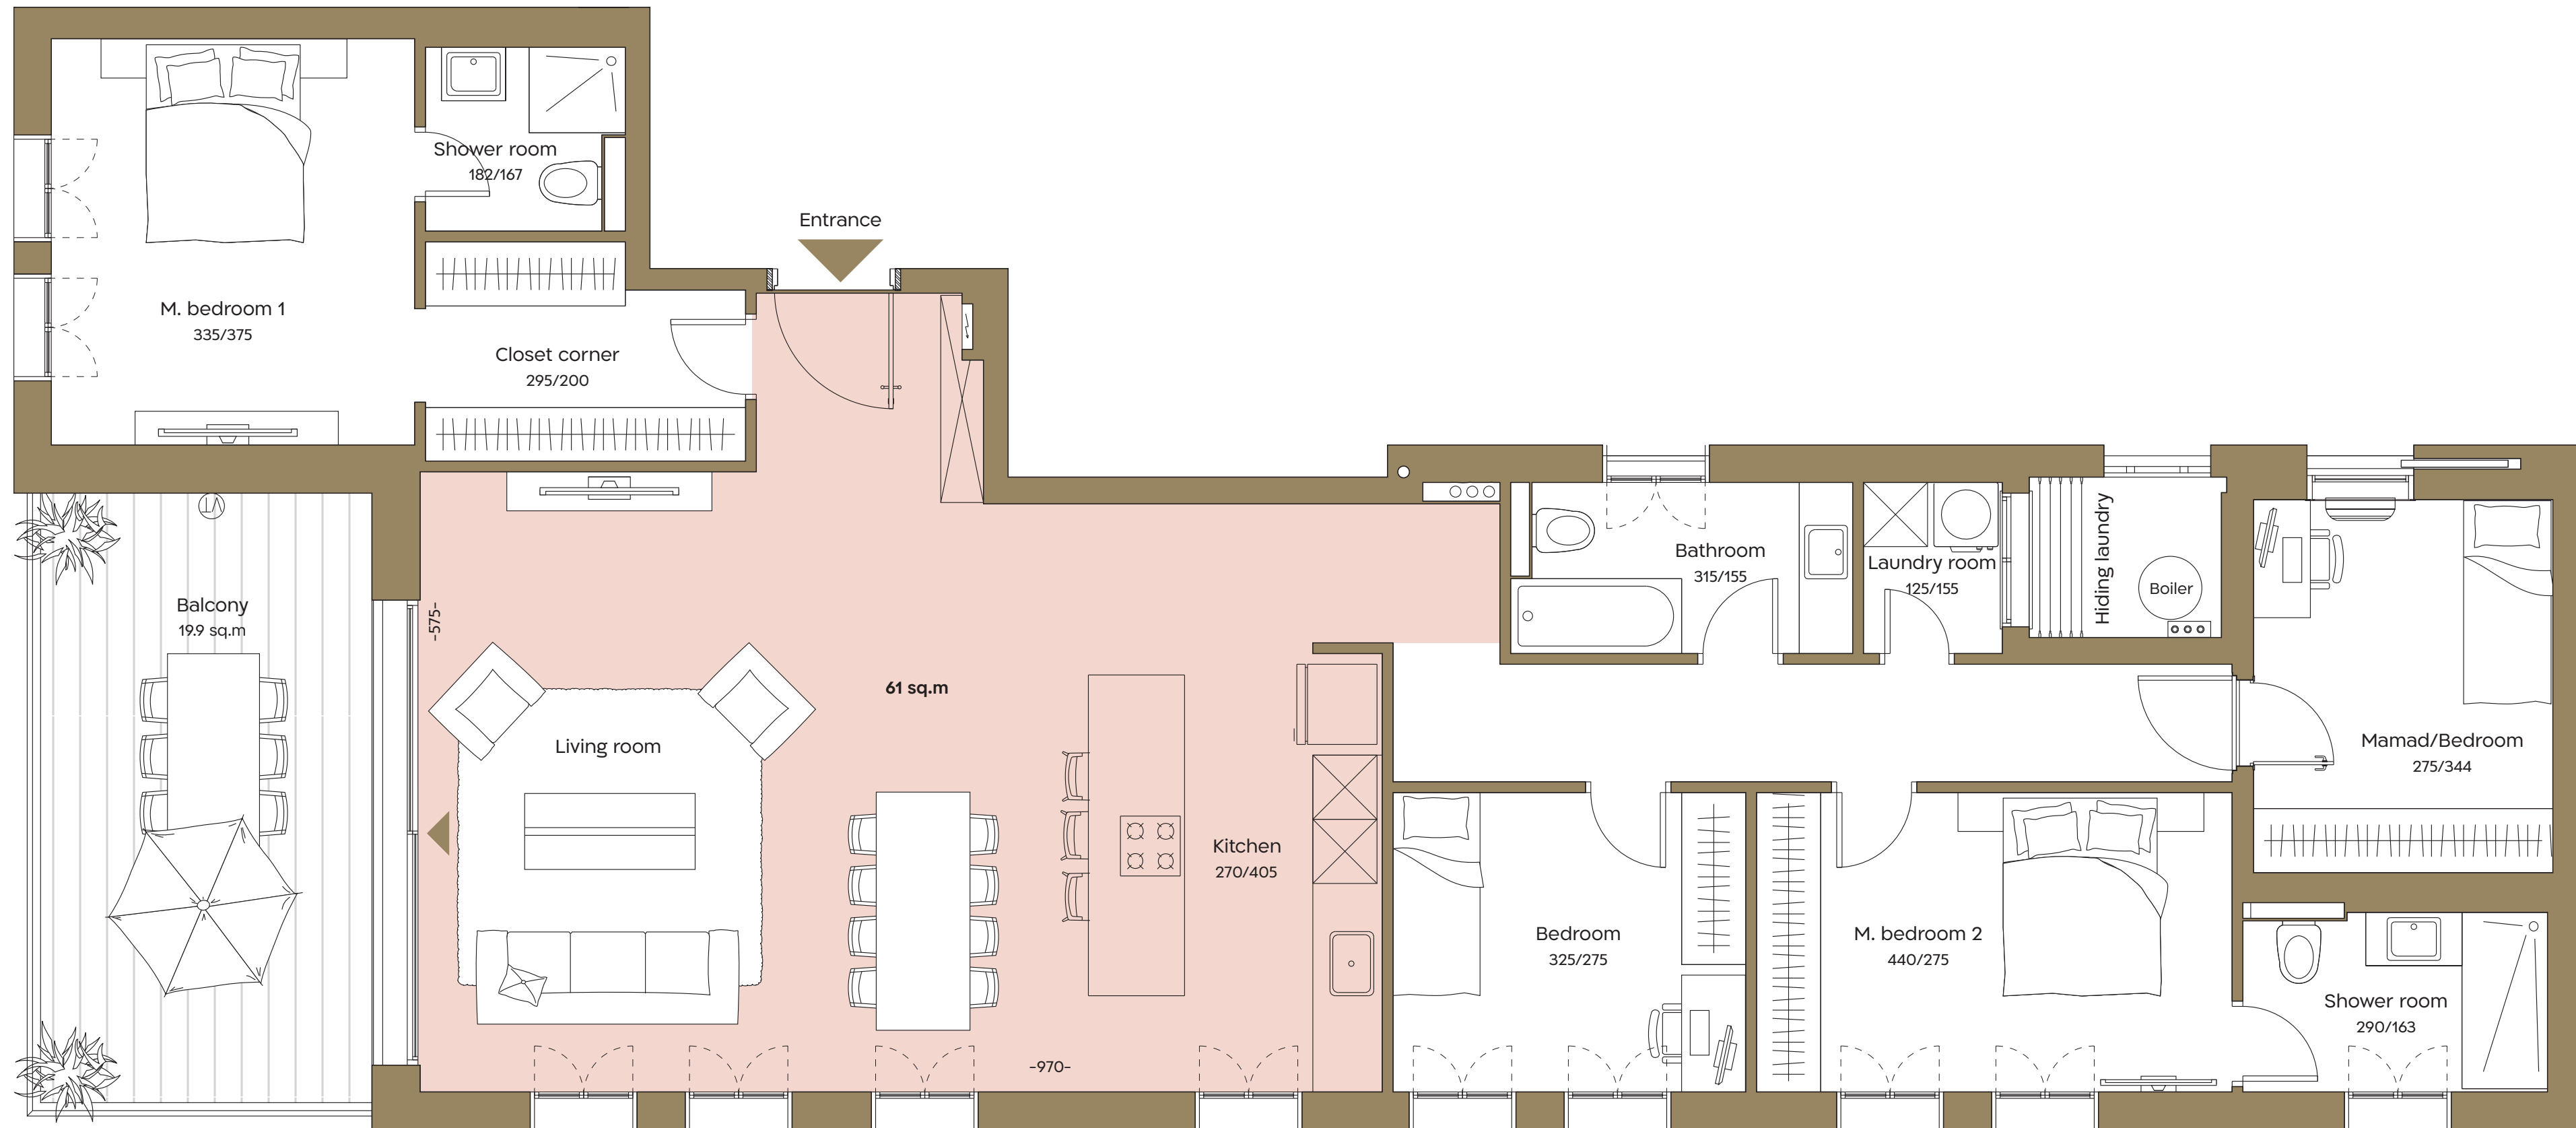 Entrance
Shower room
182/167
M. bedroom 1
335/375
Closet corner
295/200
Balcony
19.9 sq.m
-575-
61 sq.m
Living room
Kitchen
270/405
-970-
Bathroom
315/155
Laundry room
125/155
Hiding laundry
Boiler
Mamad/Bedroom
275/344
Bedroom
325/275
M. bedroom 2
440/275
Shower room
290/163